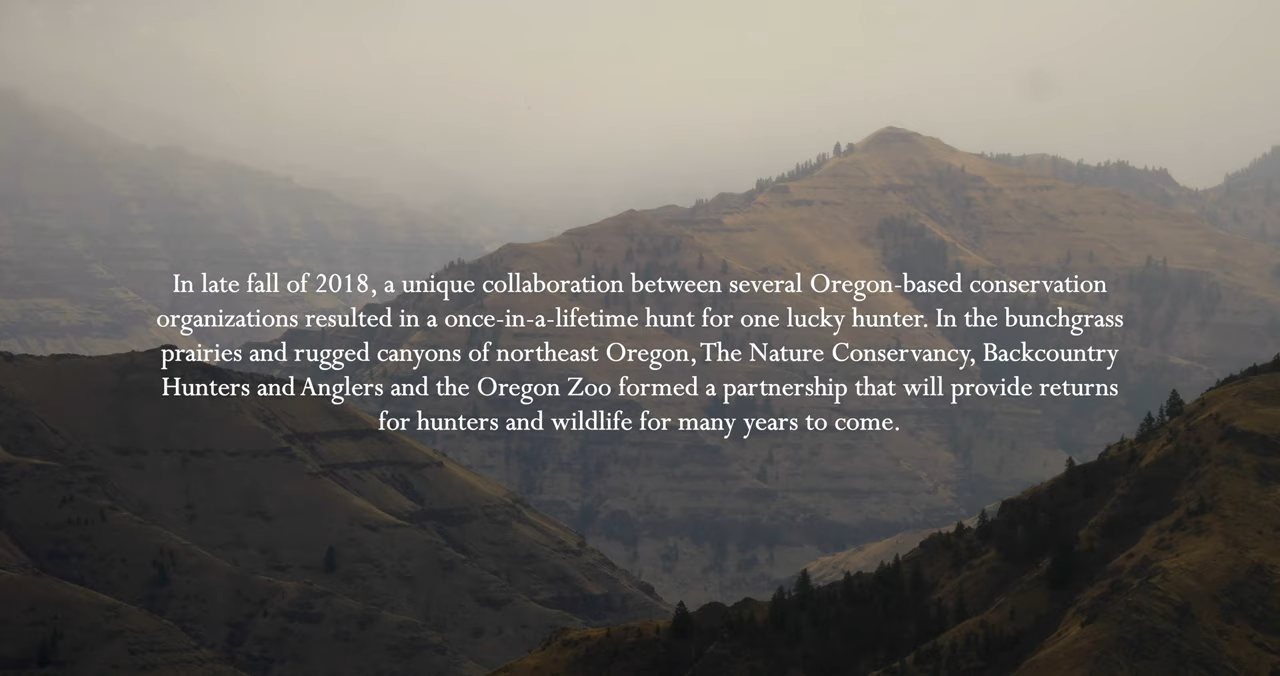 In late fall of 2018, a unique collaboration between several Oregon-based conservation
organizations resulted in a once-in-a-lifetime hunt for one lucky hunter. In the bunchgrass
prairies and rugged canyons of northeast Oregon, The Nature Conservancy, Backcountry
Hunters and Anglers and the Oregon Zoo formed a partnership that will provide returns
for hunters and wildlife for many years to come.